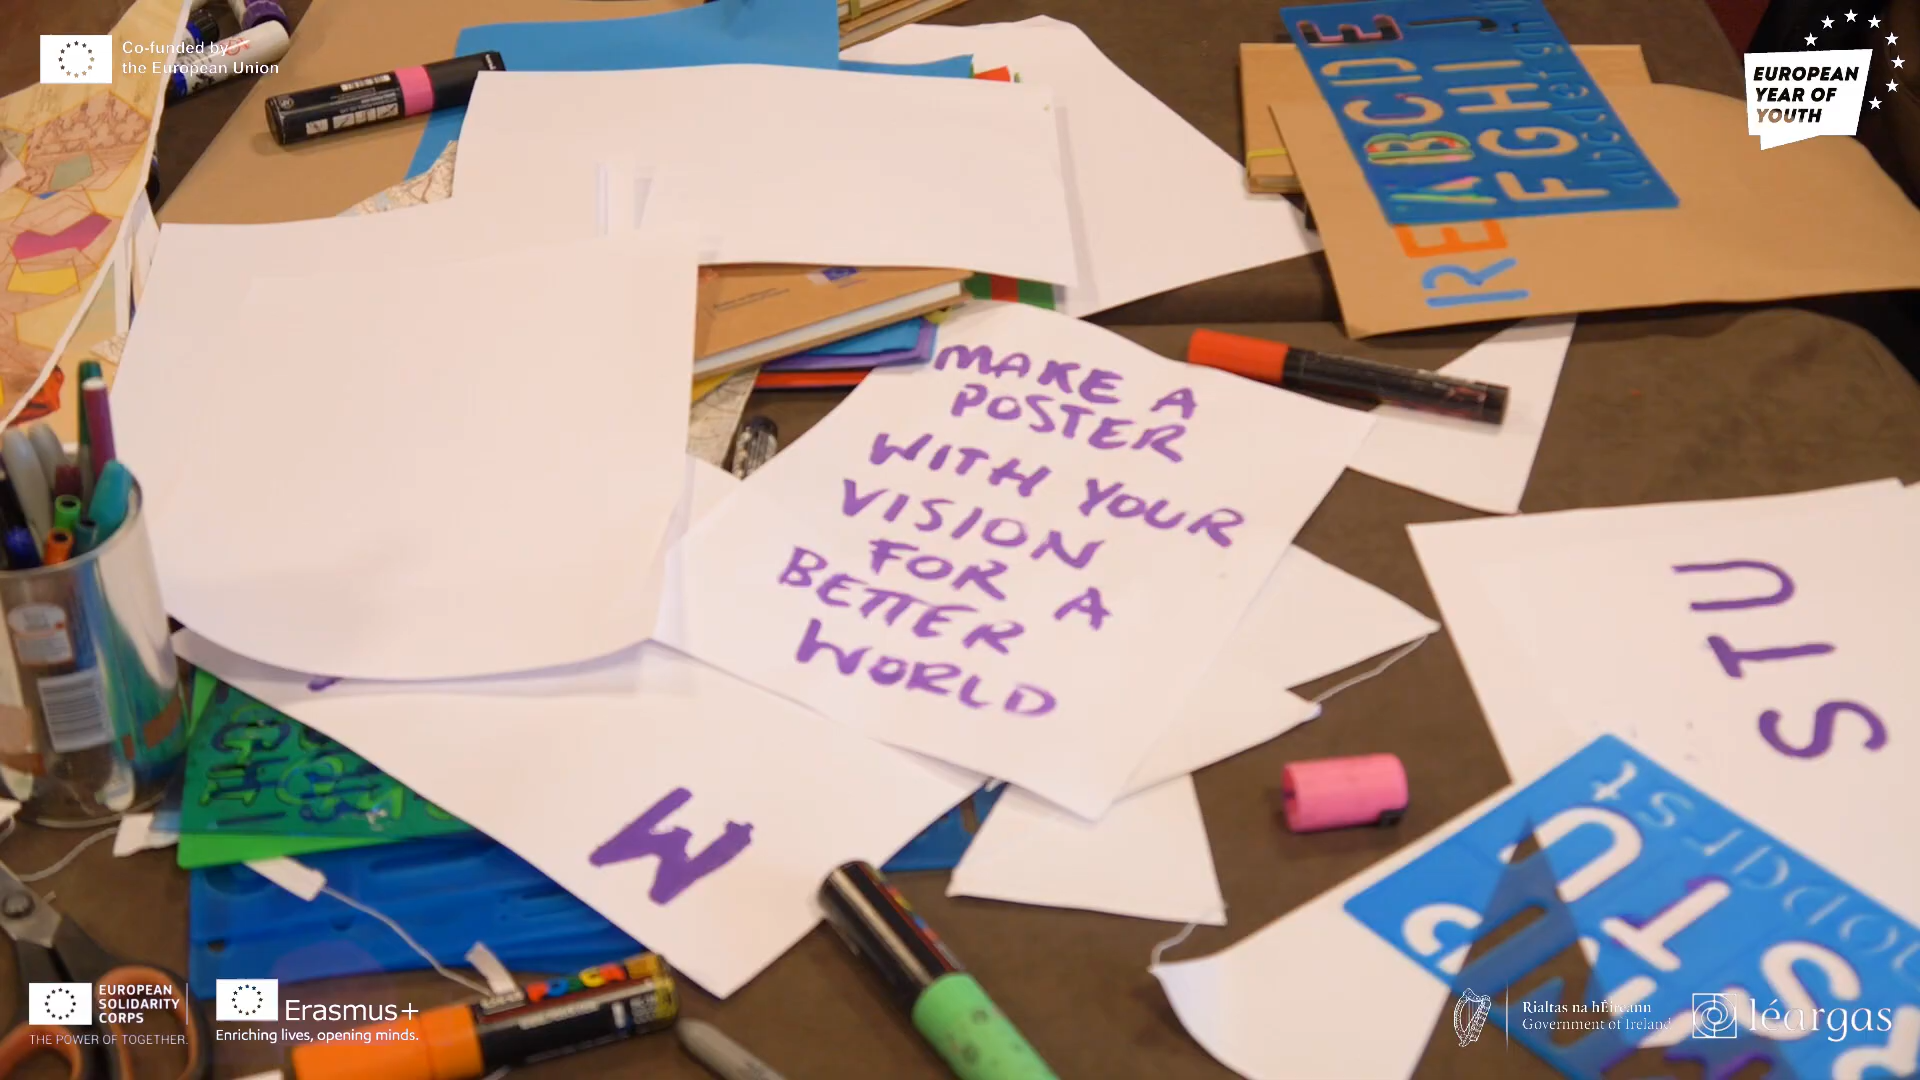 Co-funded by
the European Union
EUROPEAN
YEAR OF
YOUTH
ABCDE
FGHIJ
RE
MAKE A
POSTER
WITH YOUR
VISION
FOR A
BETTER
WORLD
STU
M
POSCA
EUROPEAN
SOLIDARITY
CORPS
THE POWER OF TOGETHER.
Erasmus+
Enriching lives, opening minds.
Rialtas na hÉireann
Government of Ireland
léargas